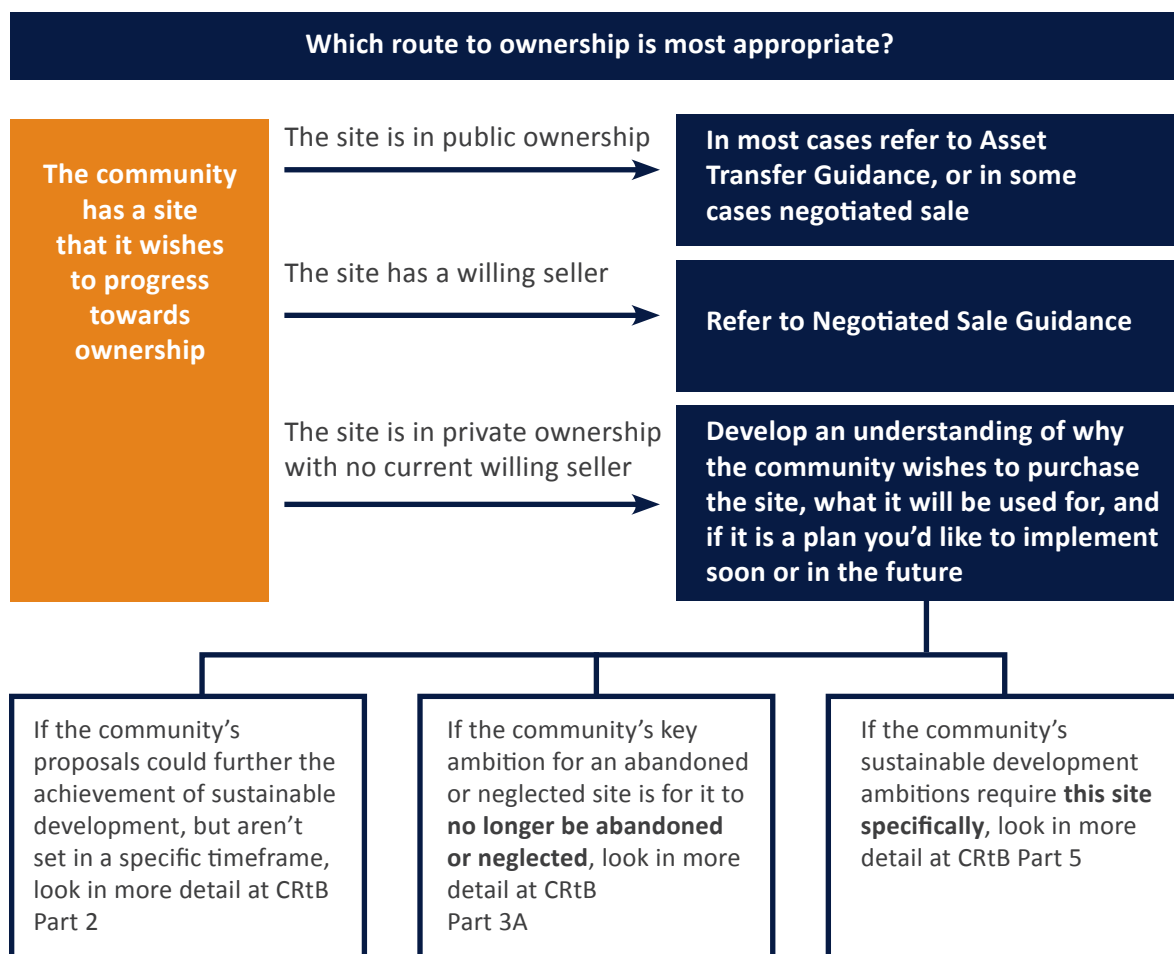 Which route to ownership is most appropriate?
The community
has a site
that it wishes
to progress
towards
ownership
The site is in public ownership
In most cases refer to Asset
Transfer Guidance, or in some
cases negotiated sale
The site has a willing seller
Refer to Negotiated Sale Guidance
The site is in private ownership
with no current willing seller
Develop an understanding of why
the community wishes to purchase
the site, what it will be used for, and
if it is a plan you’d like to implement
soon or in the future
If the community’s
proposals could further the
achievement of sustainable
development, but aren’t
set in a specific timeframe,
look in more detail at CRtB
Part 2
If the community’s key
ambition for an abandoned
or neglected site is for it to
no longer be abandoned
or neglected, look in more
detail at CRtB
Part 3A
If the community’s
sustainable development
ambitions require this site
specifically, look in more
detail at CRtB Part 5